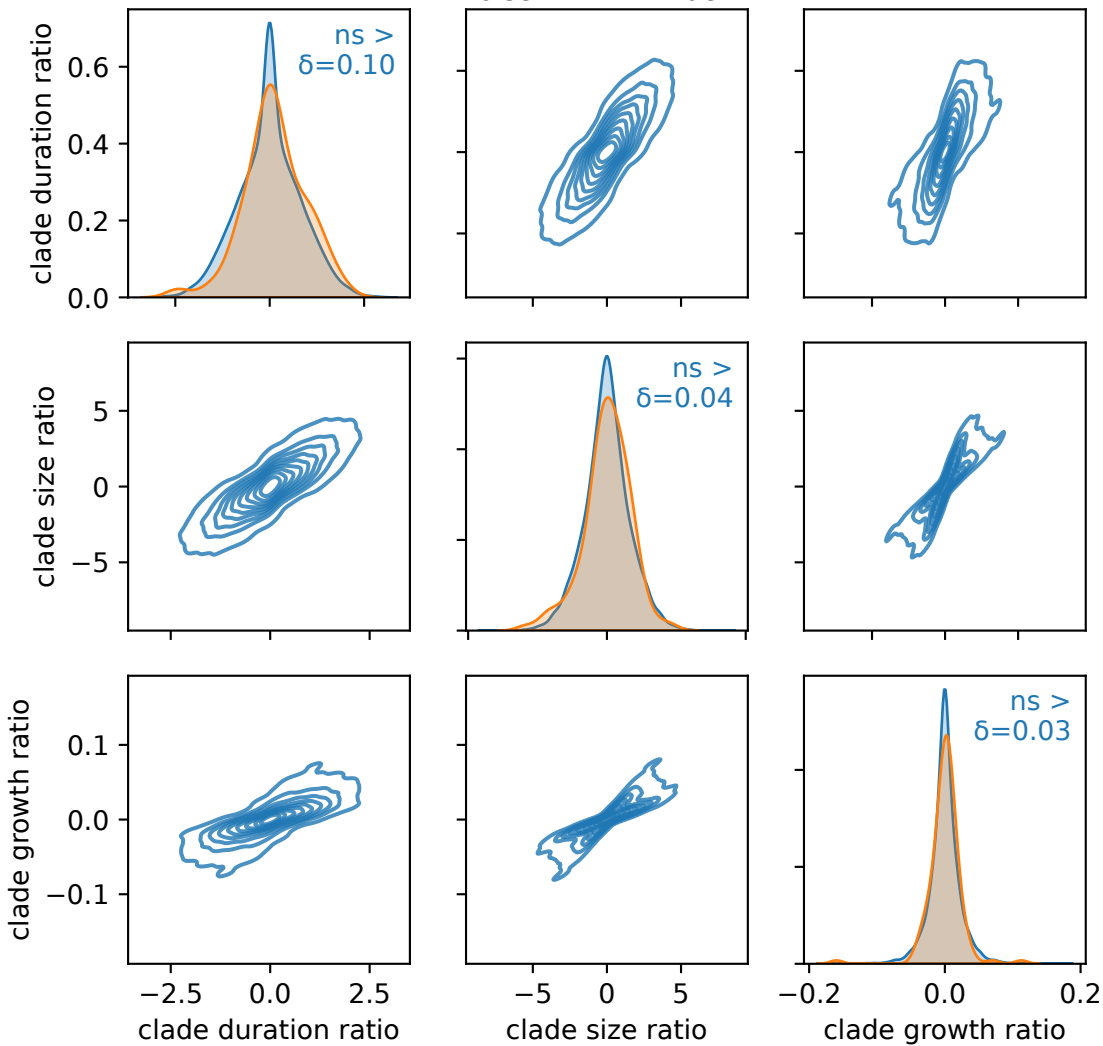 clade duration ratio
0.6
0.4
0.2
0.0
ns >
δ=0.10
clade size ratio
5
0
−5
ns >
δ=0.04
clade growth ratio
0.1
0.0
−0.1
ns >
δ=0.03
−2.5 0.0 2.5
−5 0 5
−0.2 0.0 0.2
clade duration ratio
clade size ratio
clade growth ratio